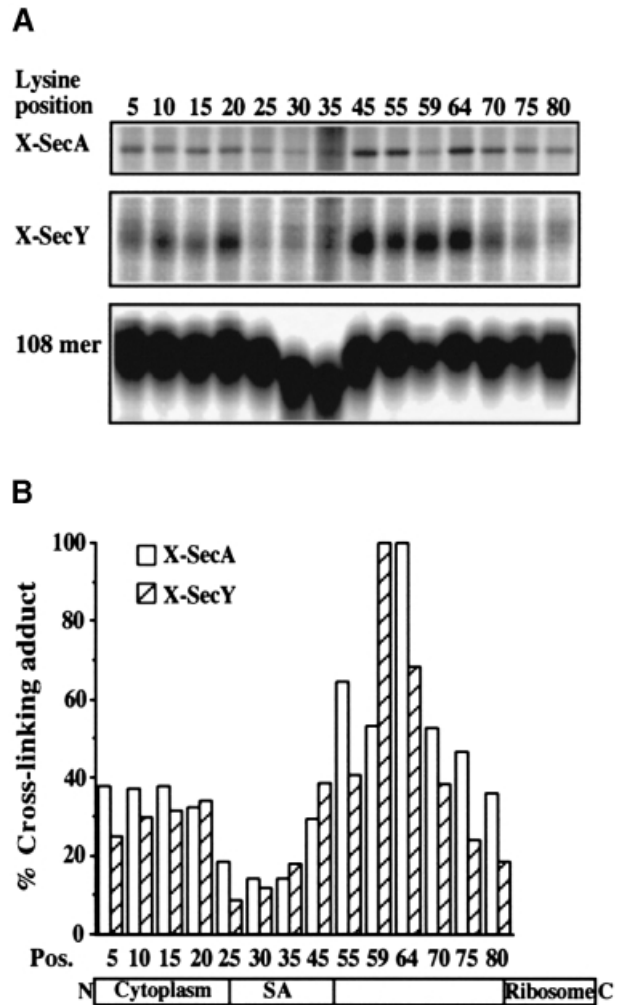 A
Lysine
position 5 10 15 20 25 30 35 45 55 59 64 70 75 80
X-SecA
X-SecY
108 mer
B
100
80
60
40
20
0
% Cross-linking adduct
X-SecA
X-SecY
Pos. 5 10 15 20 25 30 35 45 55 59 64 70 75 80
N Cytoplasm SA Ribosome C